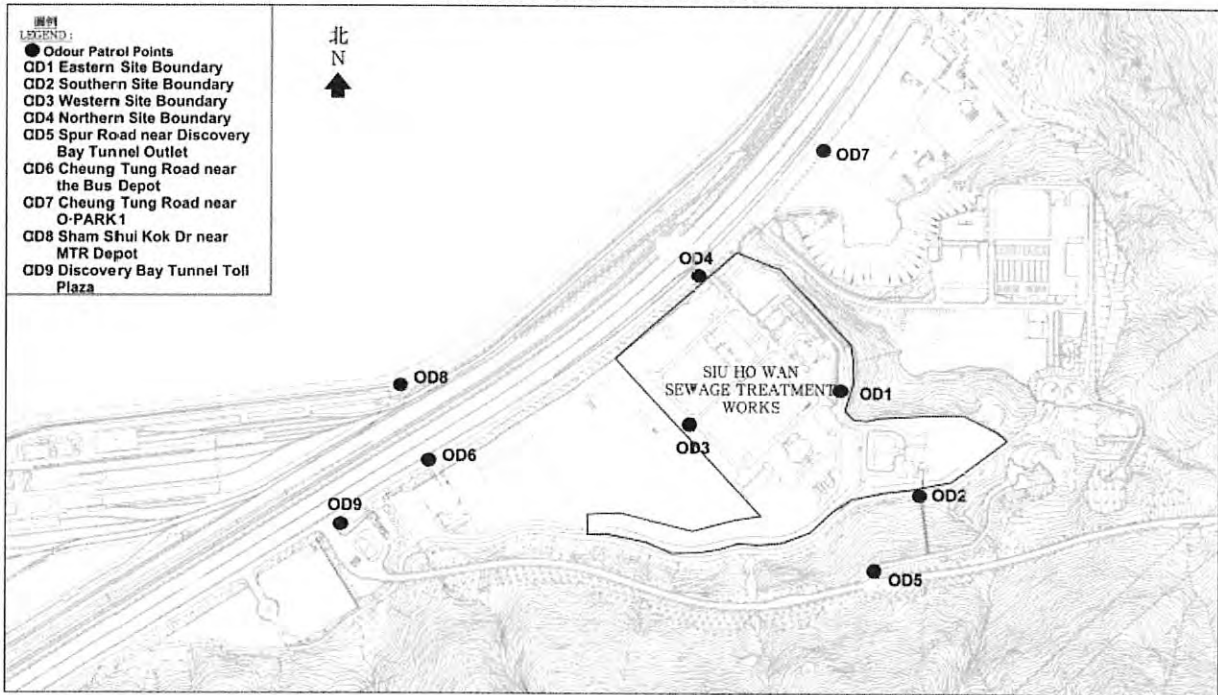 圖例
LEGEND :
Odour Patrol Points
OD1 Eastern Site Boundary
OD2 Southern Site Boundary
OD3 Western Site Boundary
OD4 Northern Site Boundary
OD5 Spur Road near Discovery
Bay Tunnel Outlet
OD6 Cheung Tung Road near
the Bus Depot
OD7 Cheung Tung Road near
O·PARK1
OD8 Sham Shui Kok Dr near
MTR Depot
OD9 Discovery Bay Tunnel Toll
Plaza
北
N
OD7
OD4
OD8
SIU HO WAN
SEWAGE TREATMENT
WORKS
OD1
OD3
OD6
OD2
OD9
OD5